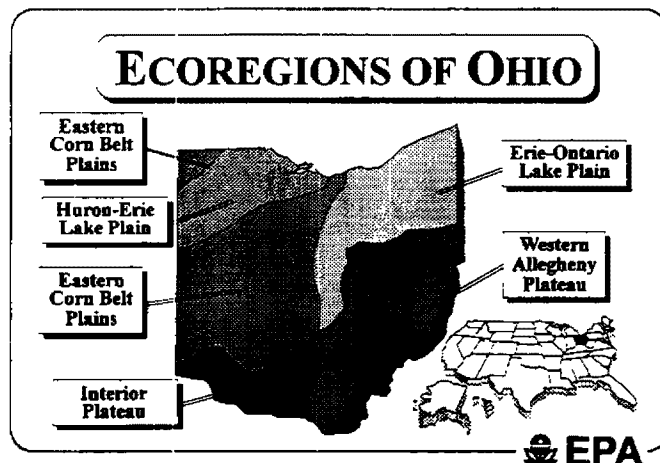 ECOREGIONS OF OHIO
Eastern
Corn Belt
Plains
Huron-Erie
Lake Plain
Eastern
Corn Belt
Plains
Interior
Plateau
Erie-Ontario
Lake Plain
Western
Allegheny
Plateau
EPA